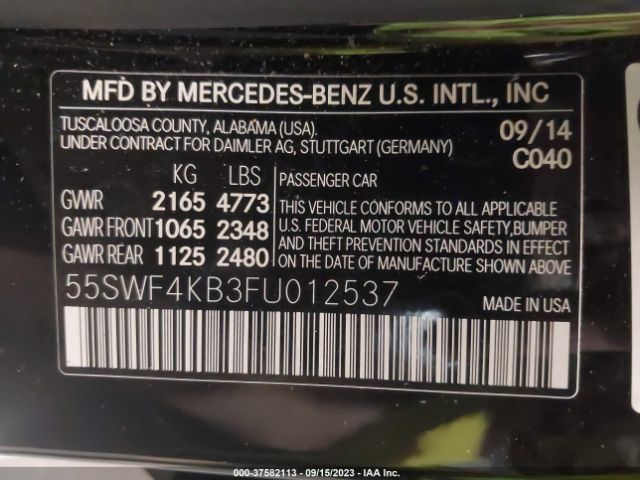 MFD BY MERCEDES-BENZ U.S. INTL., INC
TUSCALOOSA COUNTY, ALABAMA (USA). 09/14
UNDER CONTRACT FOR DAIMLER AG, STUTTGART (GERMANY) C040
KG LBS
GVWR 2165 4773
GAWR FRONT 1065 2348
GAWR REAR 1125 2480
PASSENGER CAR
THIS VEHICLE CONFORMS TO ALL APPLICABLE
U.S. FEDERAL MOTOR VEHICLE SAFETY,BUMPER
AND THEFT PREVENTION STANDARDS IN EFFECT
ON THE DATE OF MANUFACTURE SHOWN ABOVE.
55SWF4KB3FU012537 MADE IN USA
000-37582113 - 09/15/2023 - IAA Inc.